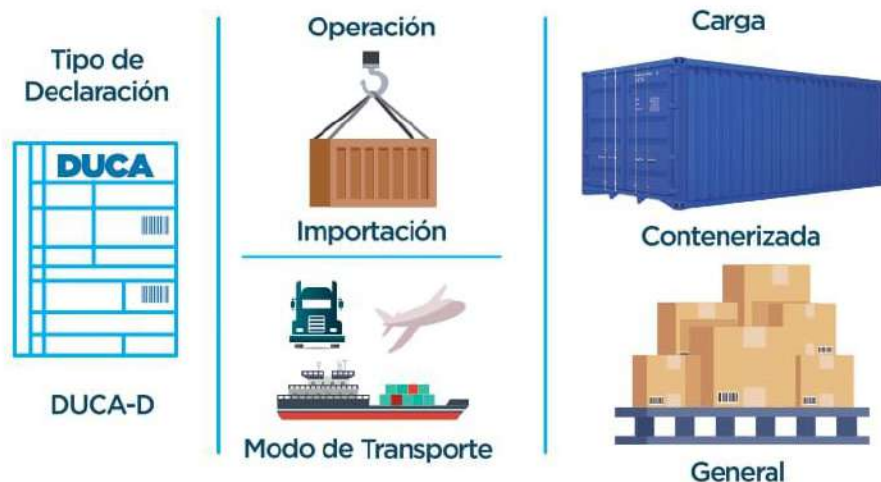 Tipo de
Declaración
DUCA
DUCA-D
Operación
Importación
Modo de Transporte
Carga
Contenerizada
General